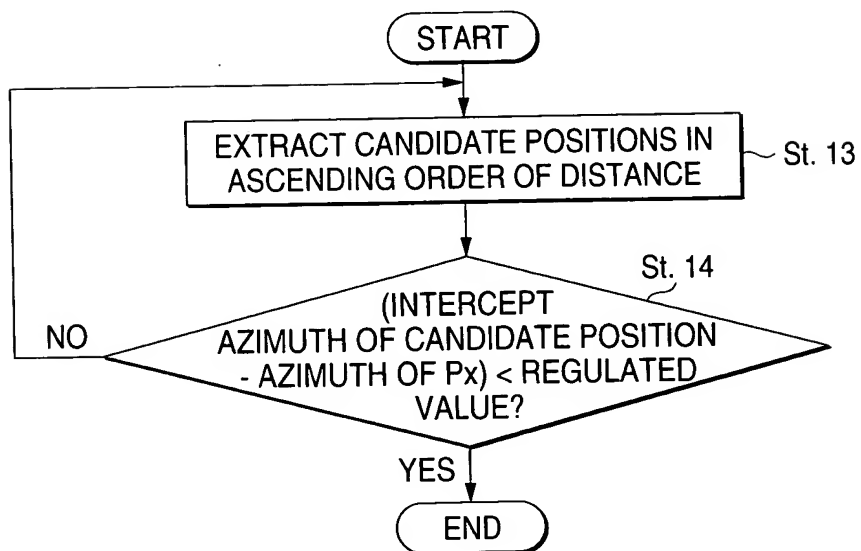 START
EXTRACT CANDIDATE POSITIONS IN
ASCENDING ORDER OF DISTANCE
St. 13
St. 14
(INTERCEPT
AZIMUTH OF CANDIDATE POSITION
- AZIMUTH OF Px) < REGULATED
VALUE?
NO
YES
END